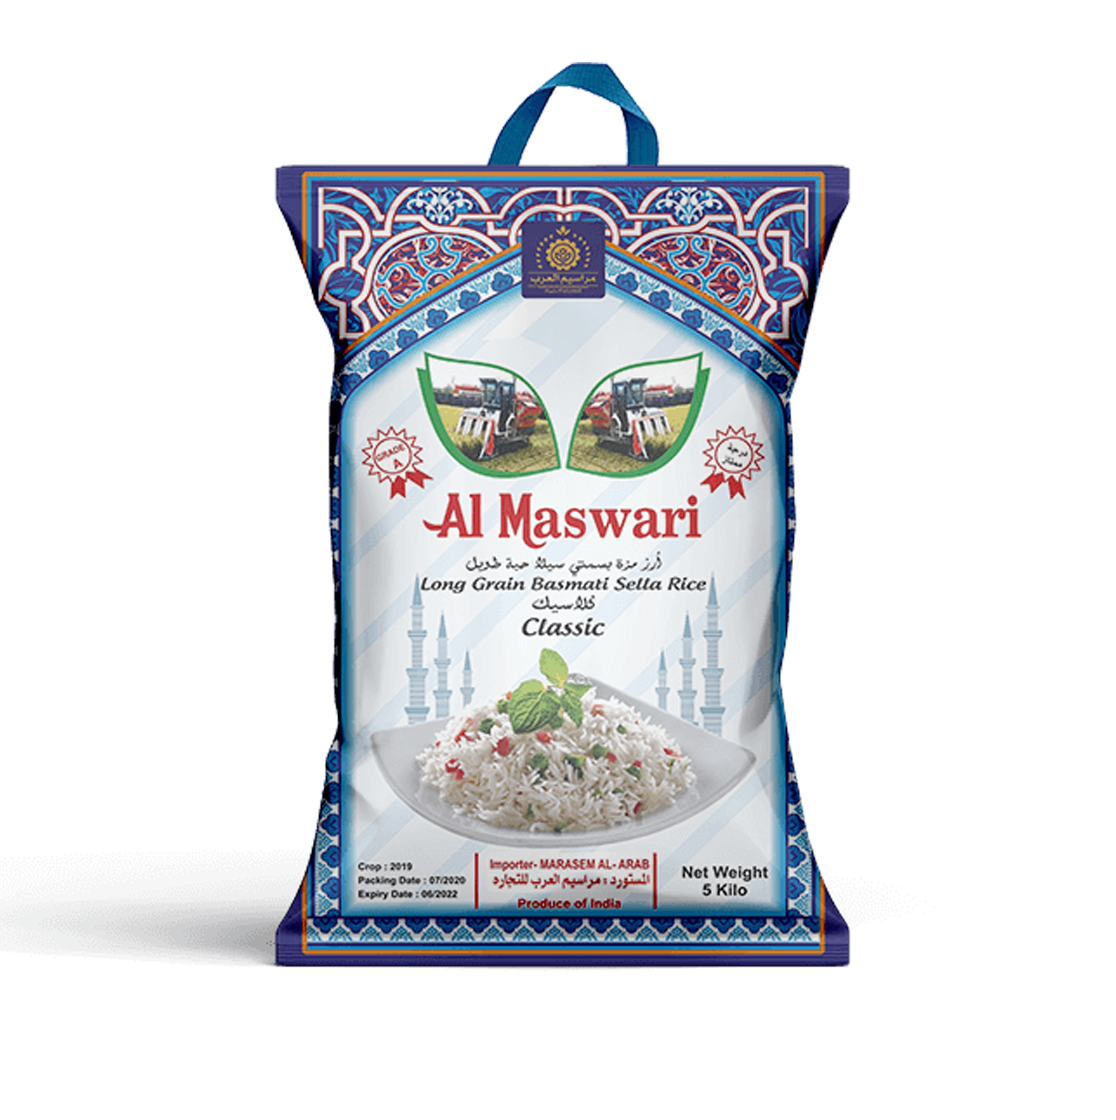 مراسيم العرب
GRADE
A
درجة
ممتاز
Al Maswari
أرز مزة بسمتي سيلا حبة طويل
Long Grain Basmati Sella Rice
كلاسيك
Classic
Crop : 2019
Packing Date : 07/2020
Expiry Date : 06/2022
Importer- MARASEM AL- ARAB
المستورد : مراسيم العرب للتجاره
Produce of India
Net Weight
5 Kilo